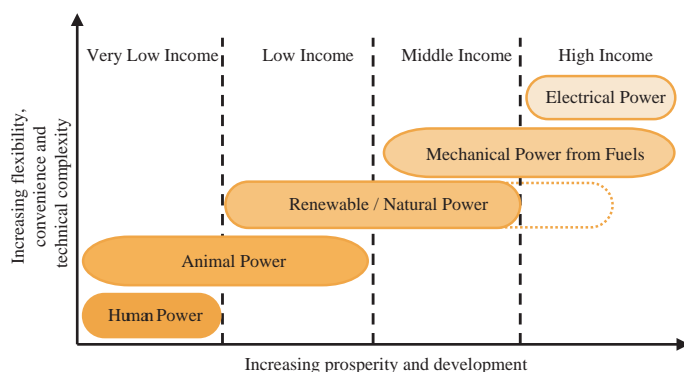 Very Low Income
Low Income
Middle Income
High Income
Electrical Power
Mechanical Power from Fuels
Renewable / Natural Power
Animal Power
Human Power
Increasing flexibility,
convenience and
technical complexity
Increasing prosperity and development